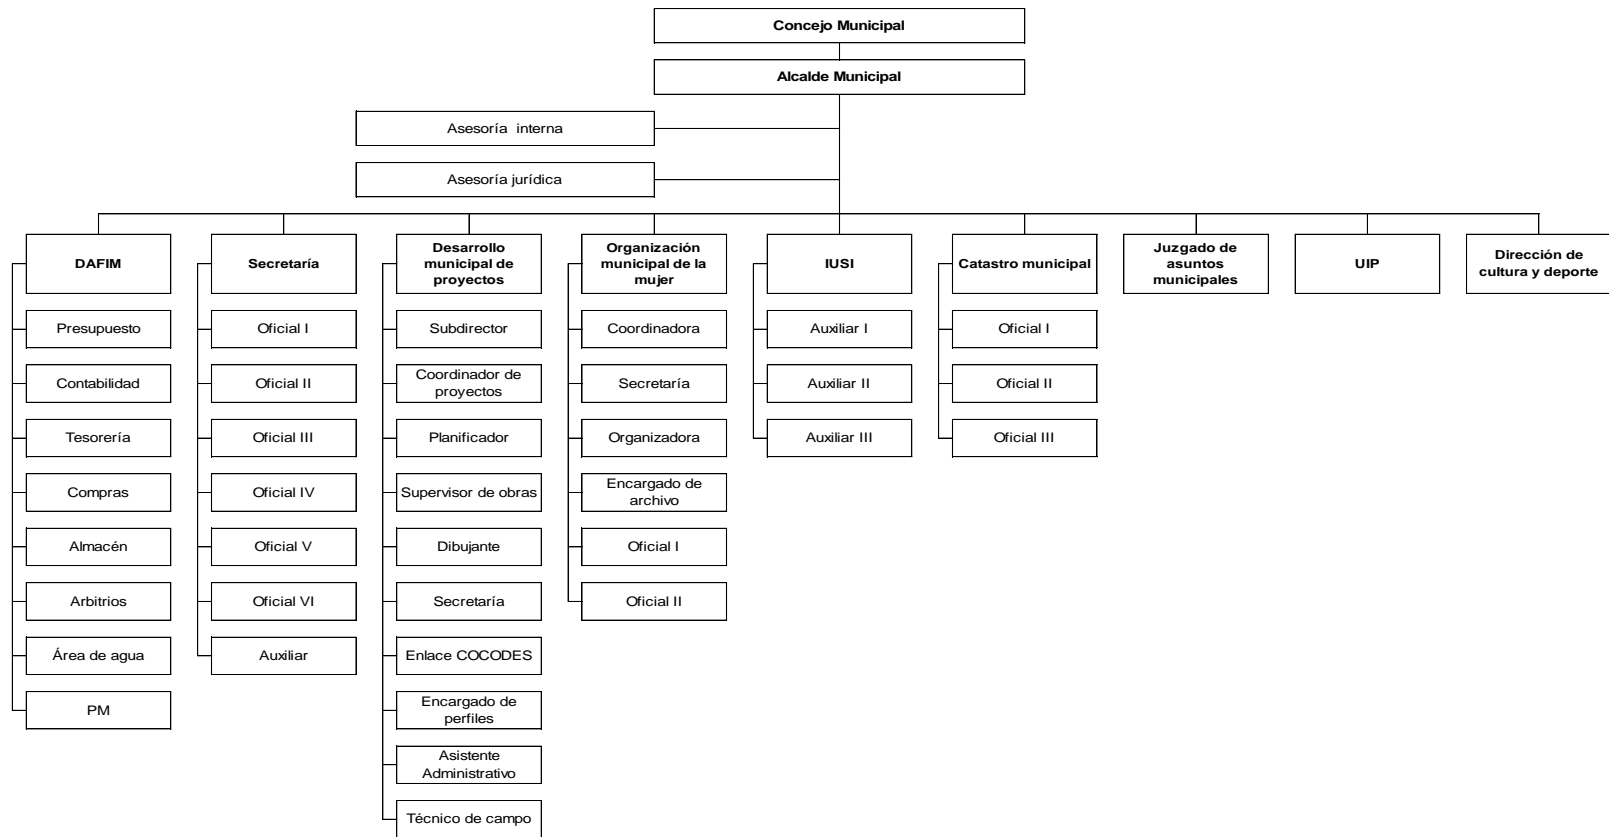 Concejo Municipal
Alcalde Municipal
Asesoría interna
Asesoría jurídica
DAFIM
Presupuesto
Contabilidad
Tesorería
Compras
Almacén
Arbitrios
Área de agua
PM
Secretaría
Oficial I
Oficial II
Oficial III
Oficial IV
Oficial V
Oficial VI
Auxiliar
Desarrollo
municipal de
proyectos
Subdirector
Coordinador de
proyectos
Planificador
Supervisor de obras
Dibujante
Secretaría
Enlace COCODES
Encargado de
perfiles
Asistente
Administrativo
Técnico de campo
Organización
municipal de la
mujer
Coordinadora
Secretaría
Organizadora
Encargado de
archivo
Oficial I
Oficial II
IUSI
Auxiliar I
Auxiliar II
Auxiliar III
Catastro municipal
Oficial I
Oficial II
Oficial III
Juzgado de
asuntos
municipales
UIP
Dirección de
cultura y deporte